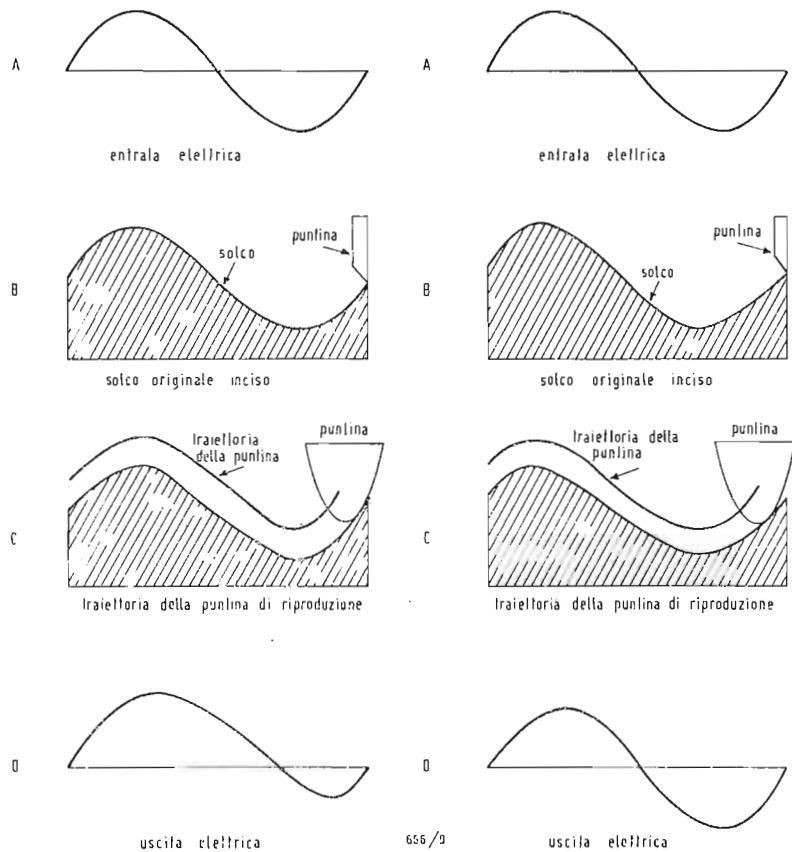 A
entrata elettrica
B
puntina
solco
solco originale inciso
C
traiettoria
della puntina
puntina
traiettoria della puntina di riproduzione
D
uscita elettrica
A
entrata elettrica
B
puntina
solco
solco originale inciso
C
traiettoria della
puntina
puntina
traiettoria della puntina di riproduzione
D
uscita elettrica
656/9